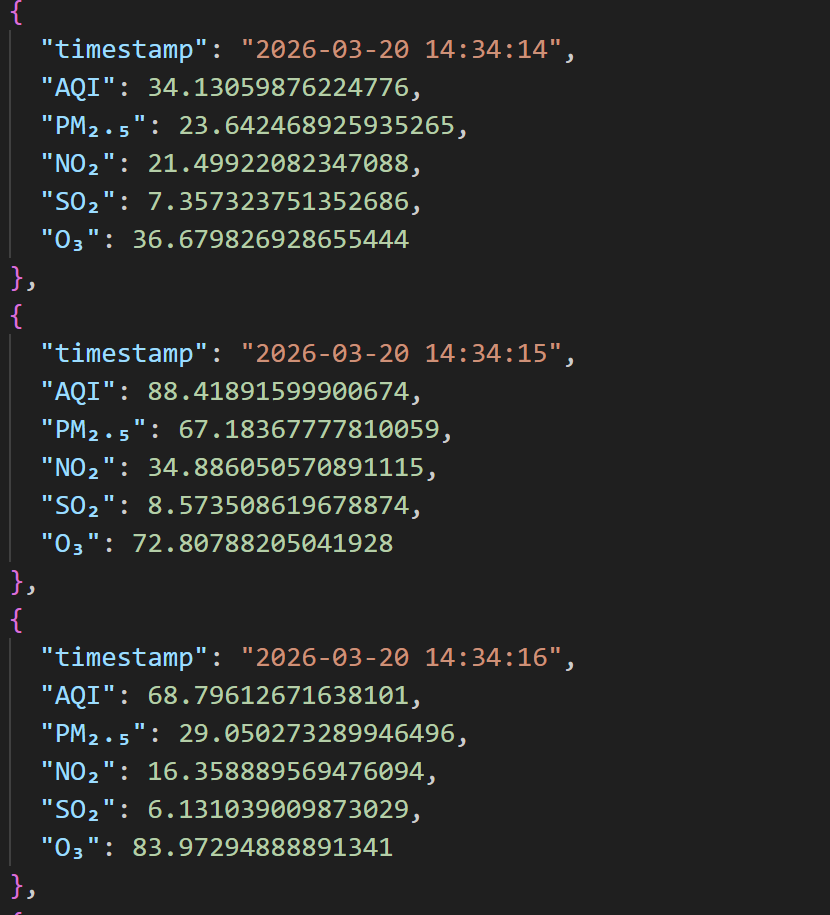 {
"timestamp": "2026-03-20 14:34:14",
"AQI": 34.13059876224776,
"PM₂.₅": 23.642468925935265,
"NO₂": 21.49922082347088,
"SO₂": 7.357323751352686,
"O₃": 36.679826928655444
},
{
"timestamp": "2026-03-20 14:34:15",
"AQI": 88.41891599900674,
"PM₂.₅": 67.18367777810059,
"NO₂": 34.886050570891115,
"SO₂": 8.573508619678874,
"O₃": 72.80788205041928
},
{
"timestamp": "2026-03-20 14:34:16",
"AQI": 68.79612671638101,
"PM₂.₅": 29.050273289946496,
"NO₂": 16.358889569476094,
"SO₂": 6.131039009873029,
"O₃": 83.97294888891341
},
{